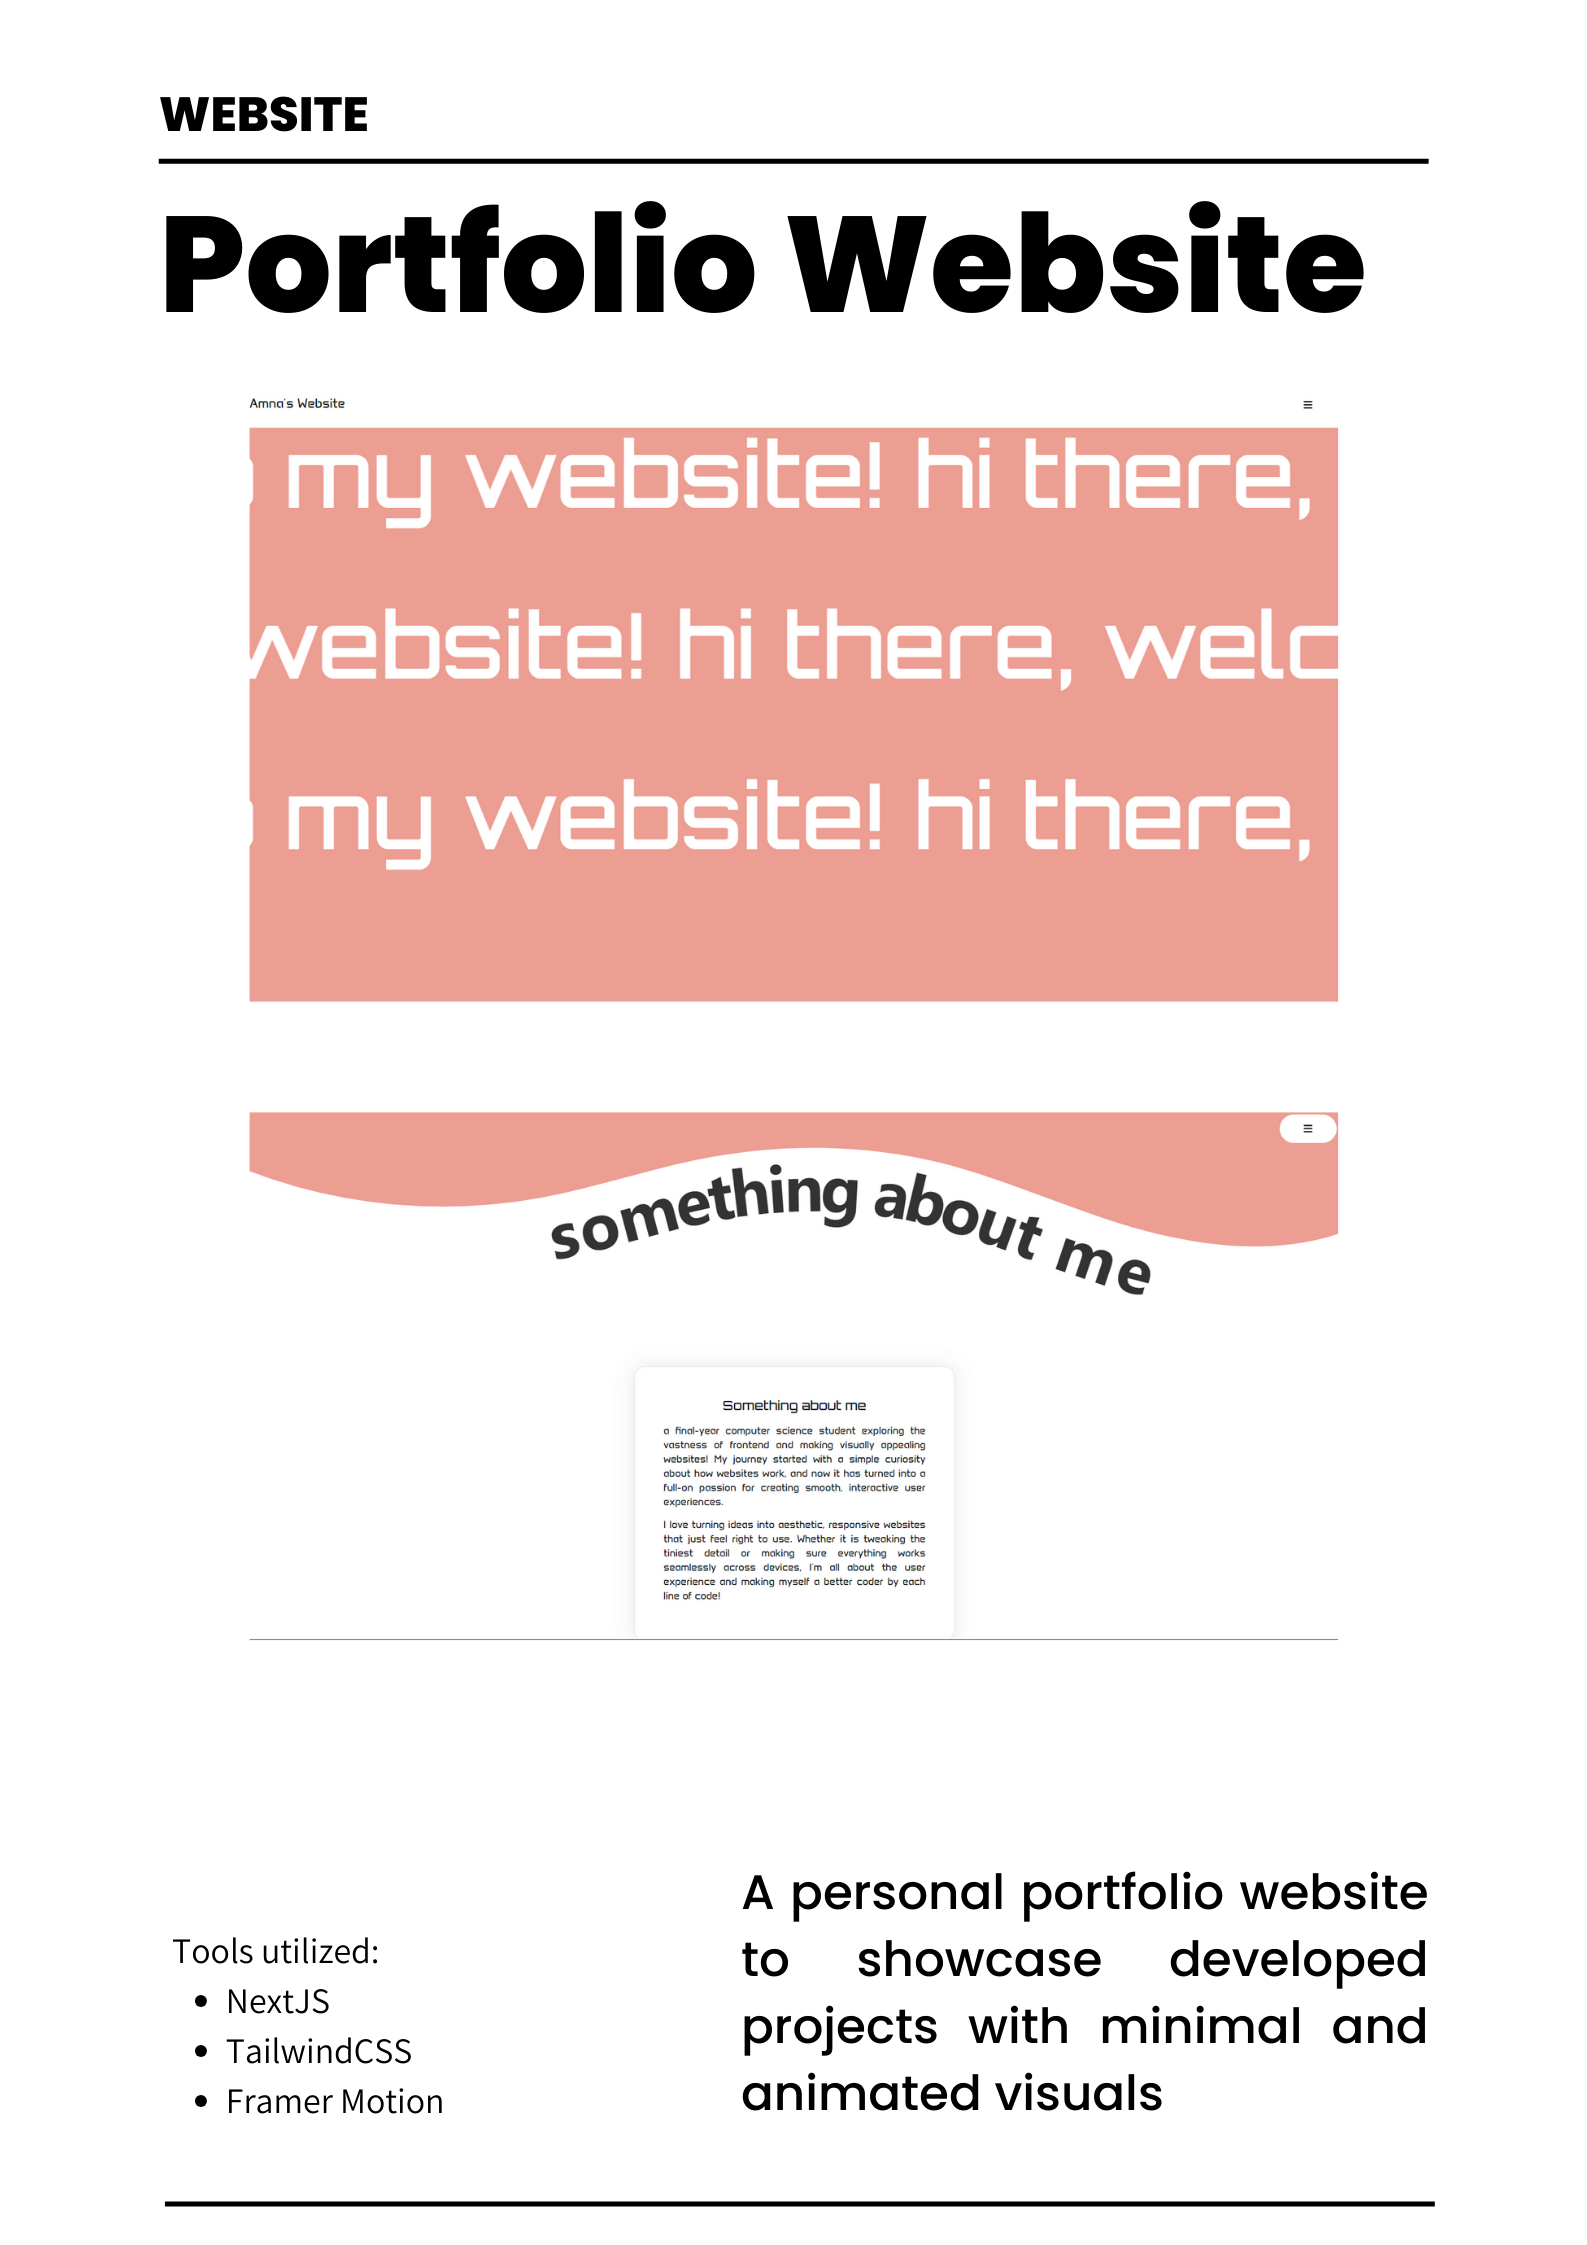 WEBSITE
Portfolio Website
Amna's Website
my website! hi there,
website! hi there, welc
my website! hi there,
something about me
Something about me
a final-year computer science student exploring the
vastness of frontend and making visually appealing
websites! My journey started with a simple curiosity
about how websites work, and now it has turned into a
full-on passion for creating smooth, interactive user
experiences.
I love turning ideas into aesthetic, responsive websites
that just feel right to use. Whether it is tweaking the
tiniest detail or making sure everything works
seamlessly across devices, I'm all about the user
experience and making myself a better coder by each
line of code!
A personal portfolio website
to showcase developed
projects with minimal and
animated visuals
Tools utilized:
• NextJS
• TailwindCSS
• Framer Motion